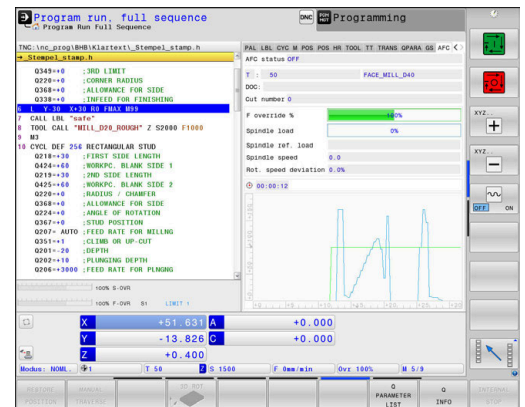 Program run, full sequence
Program Run Full Sequence
DNC
Programming
TNC:\nc_prog\BHB\Klartext\_Stempel_stamp.h
→_Stempel_stamp.h
Q349=+0 ;3RD LIMIT
Q220=+0 ;CORNER RADIUS
Q368=+0 ;ALLOWANCE FOR SIDE
Q338=+0 ;INFEED FOR FINISHING
6 L Y-30 X+30 R0 FMAX M99
7 CALL LBL "safe"
8 TOOL CALL "MILL_D20_ROUGH" Z S2000 F1000
9 M3
10 CYCL DEF 256 RECTANGULAR STUD
Q218=+30 ;FIRST SIDE LENGTH
Q424=+60 ;WORKPC. BLANK SIDE 1
Q219=+30 ;2ND SIDE LENGTH
Q425=+60 ;WORKPC. BLANK SIDE 2
Q220=+0 ;RADIUS / CHAMFER
Q368=+0 ;ALLOWANCE FOR SIDE
Q224=+0 ;ANGLE OF ROTATION
Q367=+0 ;STUD POSITION
Q207= AUTO ;FEED RATE FOR MILLNG
Q351=+1 ;CLIMB OR UP-CUT
Q201=-20 ;DEPTH
Q202=+10 ;PLUNGING DEPTH
Q206=+3000 ;FEED RATE FOR PLNGNG
100% S-OVR
100% F-OVR S1 LIMIT 1
PAL LBL CYC M POS POS HR TOOL TT TRANS QPARA GS AFC
AFC status OFF
T : 50 FACE_MILL_D40
DOC:
Cut number 0
F override % 100%
Spindle load 0%
Spindle ref. load
Spindle speed 0.0
Rot. speed deviation 0.0%
00:00:12
X +51.631 A +0.000
Y -13.826 C +0.000
Z +0.400
Modus: NOML. 1 T 50 Z S 1500 F 0mm/min Ovr 100% M 5/9
RESTORE POSITION
MANUAL TRAVERSE
3D ROT
Q PARAMETER LIST
Q INFO
INTERNAL STOP
XYZ..
+
XYZ..
−
OFF ON